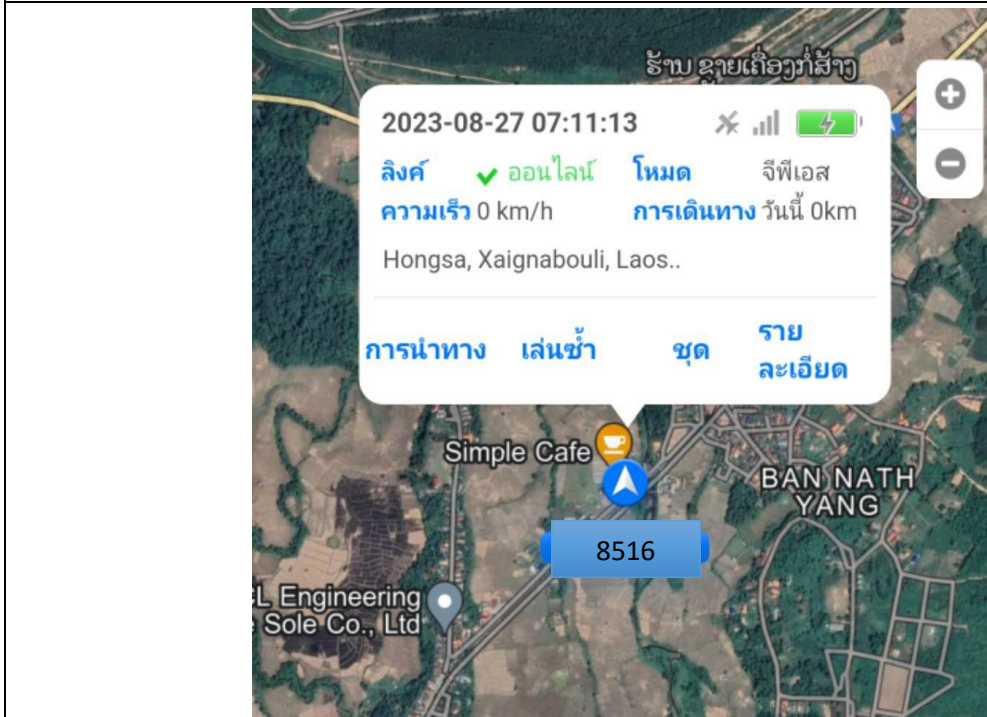 ຮ້ານ ຂາຍເຄື່ອງກໍ່ສ້າງ
2023-08-27 07:11:13
ลิงค์ ออนไลน์ โหมด จีพีเอส
ความเร็ว 0 km/h การเดินทาง วันนี้ 0km
Hongsa, Xaignabouli, Laos..
การนำทาง เล่นซ้ำ ชุด ราย
ละเอียด
Simple Cafe
BAN NATH
YANG
8516
L Engineering
Sole Co., Ltd